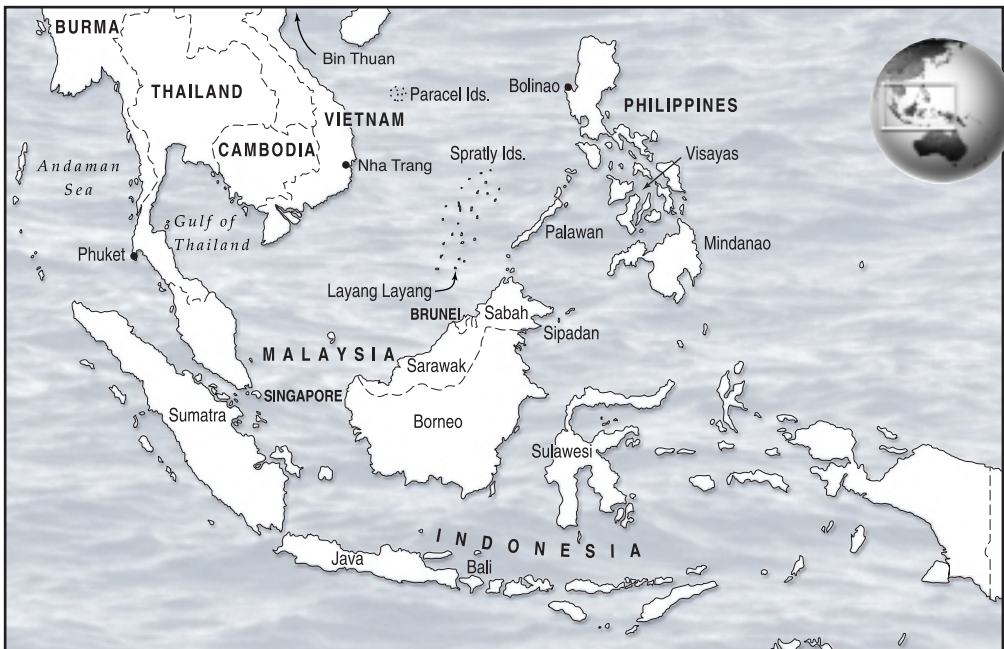 BURMA
Bin Thuan
THAILAND
Paracel Ids.
Bolinao
PHILIPPINES
VIETNAM
CAMBODIA
Nha Trang
Spratly Ids.
Visayas
Andaman
Sea
Gulf of
Thailand
Palawan
Mindanao
Phuket
Layang Layang
BRUNEI
Sabah
Sipadan
MALAYSIA
Sarawak
SINGAPORE
Sumatra
Borneo
Sulawesi
INDONESIA
Java
Bali